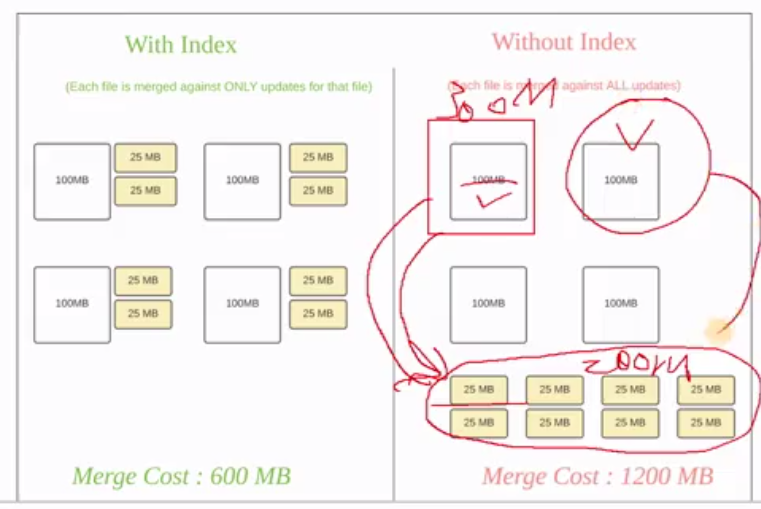 With Index
(Each file is merged against ONLY updates for that file)
100MB
25 MB
25 MB
100MB
25 MB
25 MB
100MB
25 MB
25 MB
100MB
25 MB
25 MB
Merge Cost : 600 MB
Without Index
(Each file is merged against ALL updates)
300M
100MB
100MB
100MB
100MB
200M
25 MB 25 MB 25 MB 25 MB
25 MB 25 MB 25 MB 25 MB
Merge Cost : 1200 MB